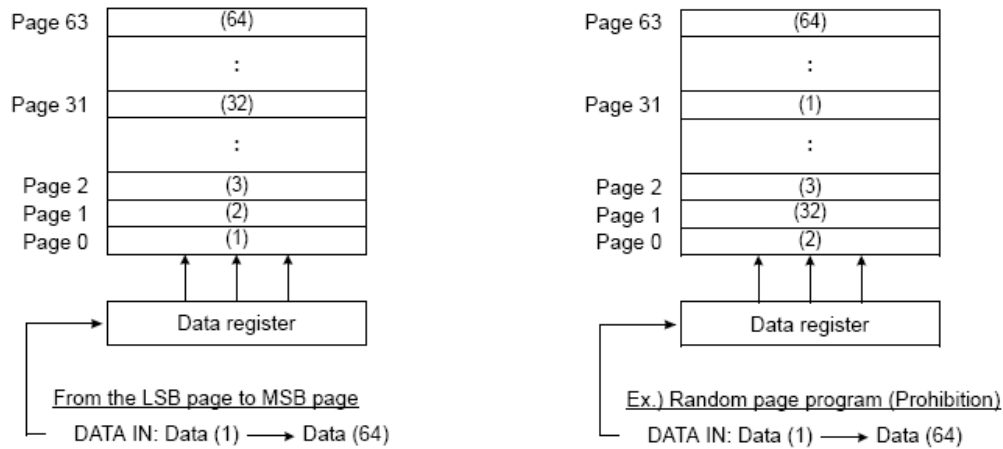 Page 63 (64)
:
Page 31 (32)
:
Page 2 (3)
Page 1 (2)
Page 0 (1)
Data register
From the LSB page to MSB page
DATA IN: Data (1) → Data (64)
Page 63 (64)
:
Page 31 (1)
:
Page 2 (3)
Page 1 (32)
Page 0 (2)
Data register
Ex.) Random page program (Prohibition)
DATA IN: Data (1) → Data (64)